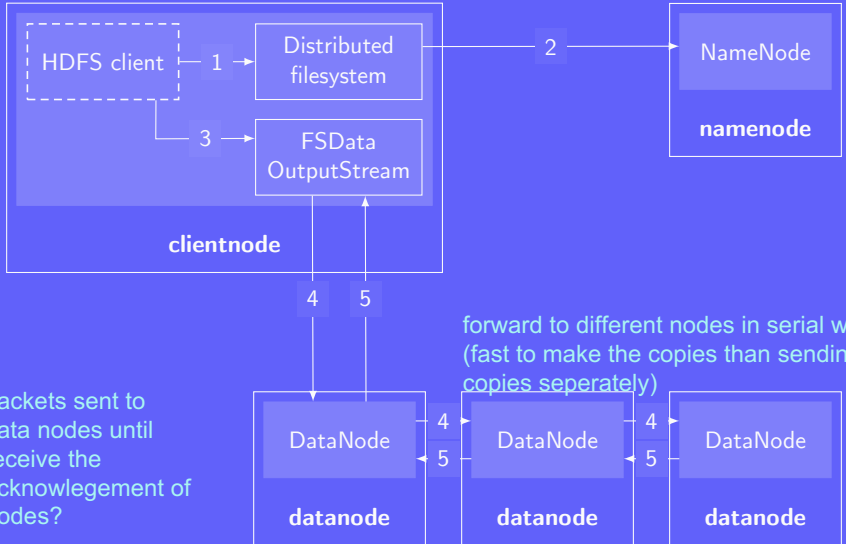 HDFS client
1
Distributed
filesystem
2
NameNode
namenode
3
FSData
OutputStream
clientnode
4
5
forward to different nodes in serial w
(fast to make the copies than sendin
copies seperately)
ackets sent to
ata nodes until
eceive the
cknowlegement of
odes?
DataNode
4
5
DataNode
4
5
DataNode
datanode
datanode
datanode